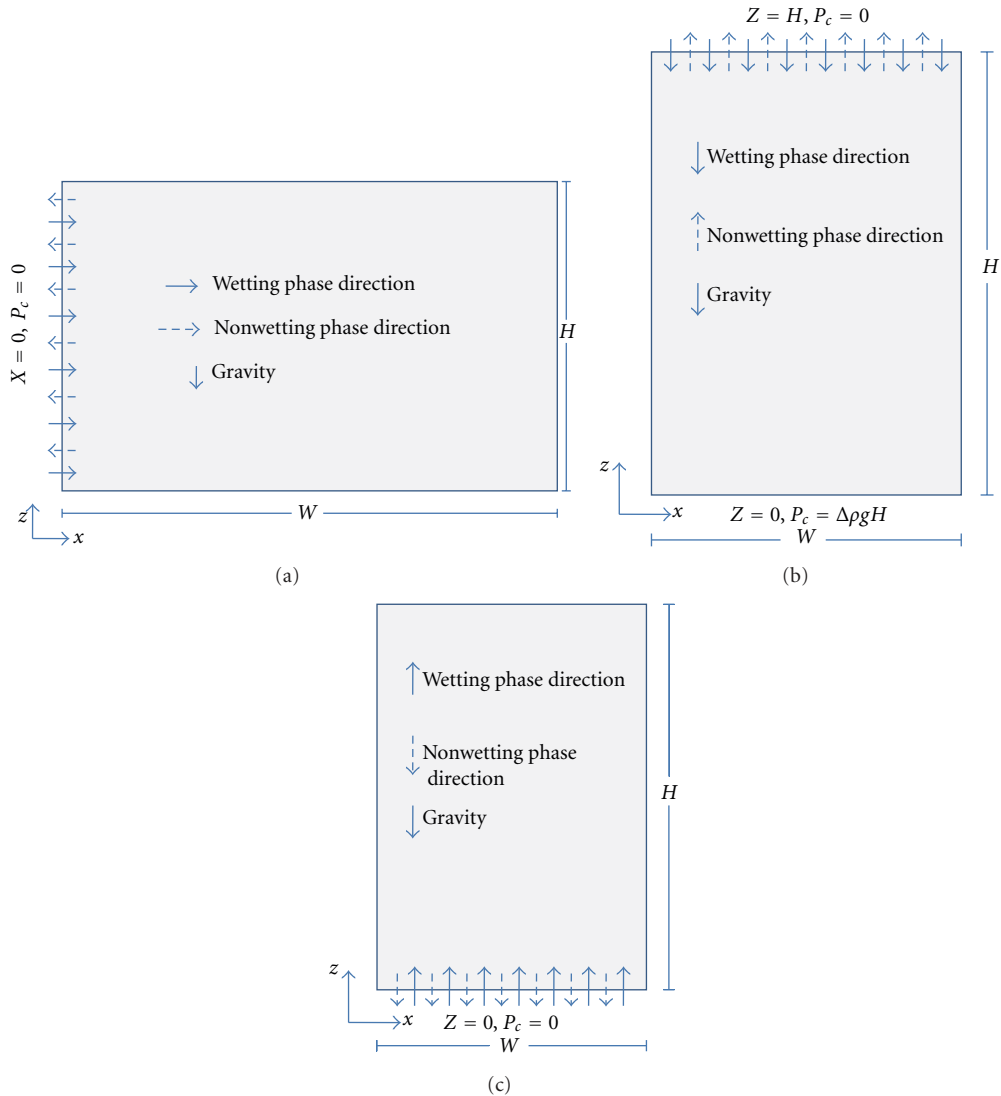 X = 0, P_c = 0
Wetting phase direction
Nonwetting phase direction
Gravity
H
z
x
W
(a)
Z = H, P_c = 0
Wetting phase direction
Nonwetting phase direction
Gravity
H
z
x
Z = 0, P_c = ΔρgH
W
(b)
Wetting phase direction
Nonwetting phase
direction
Gravity
H
z
x
Z = 0, P_c = 0
W
(c)